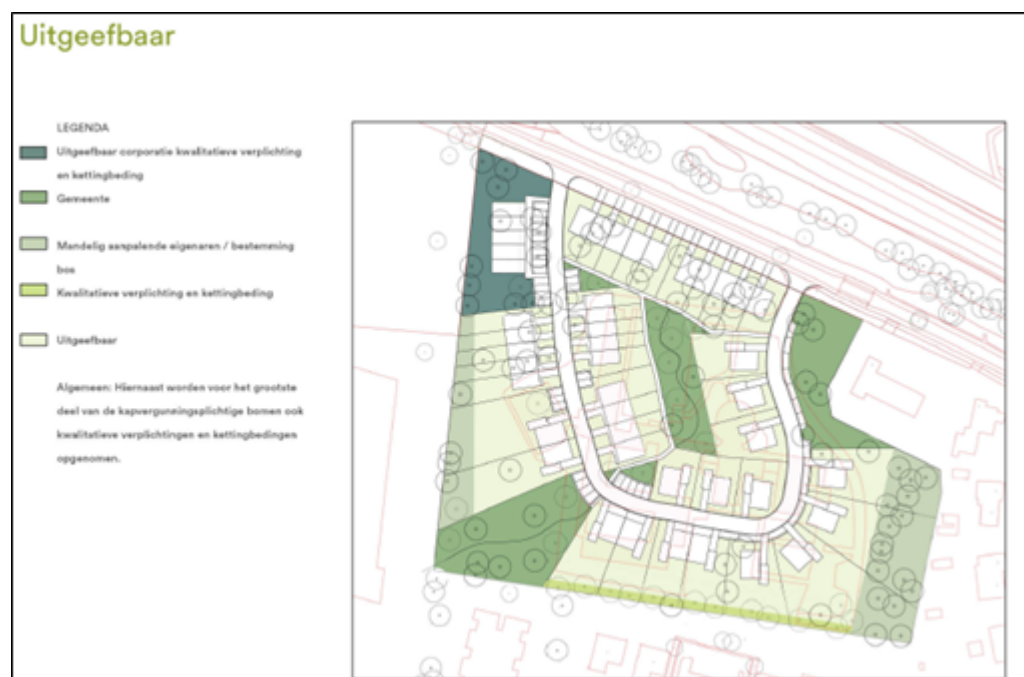 Uitgeefbaar
LEGENDA
Uitgeefbaar corporatie kwalitatieve verplichting
en kettingbeding
Gemeente
Mandelig aanpalende eigenaren / bestemming
bos
Kwalitatieve verplichting en kettingbeding
Uitgeefbaar
Algemeen: Hiernaast worden voor het grootste
deel van de kapvergunningsplichtige bomen ook
kwalitatieve verplichtingen en kettingbedingen
opgenomen.